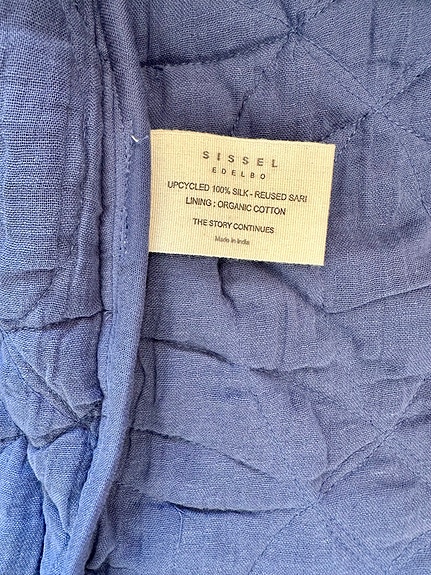 SISSEL
EDELBO
UPCYCLED 100% SILK - REUSED SARI
LINING : ORGANIC COTTON
THE STORY CONTINUES
Made in India